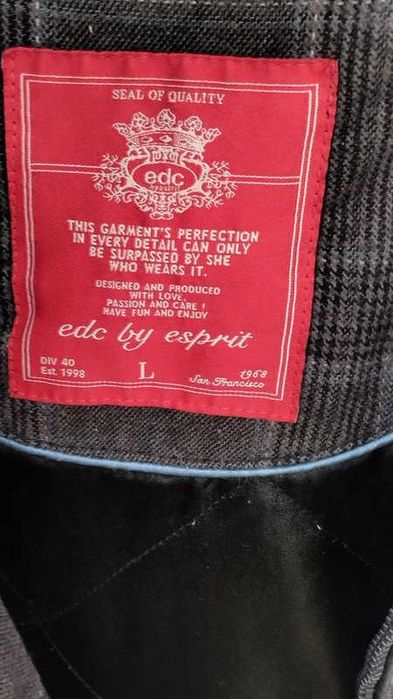 SEAL OF QUALITY
edc
by esprit
THIS GARMENT'S PERFECTION
IN EVERY DETAIL CAN ONLY
BE SURPASSED BY SHE
WHO WEARS IT.
DESIGNED AND PRODUCED
WITH LOVE,
PASSION AND CARE !
HAVE FUN AND ENJOY
edc by esprit
DIV 40
Est. 1998
L
1968
San Francisco